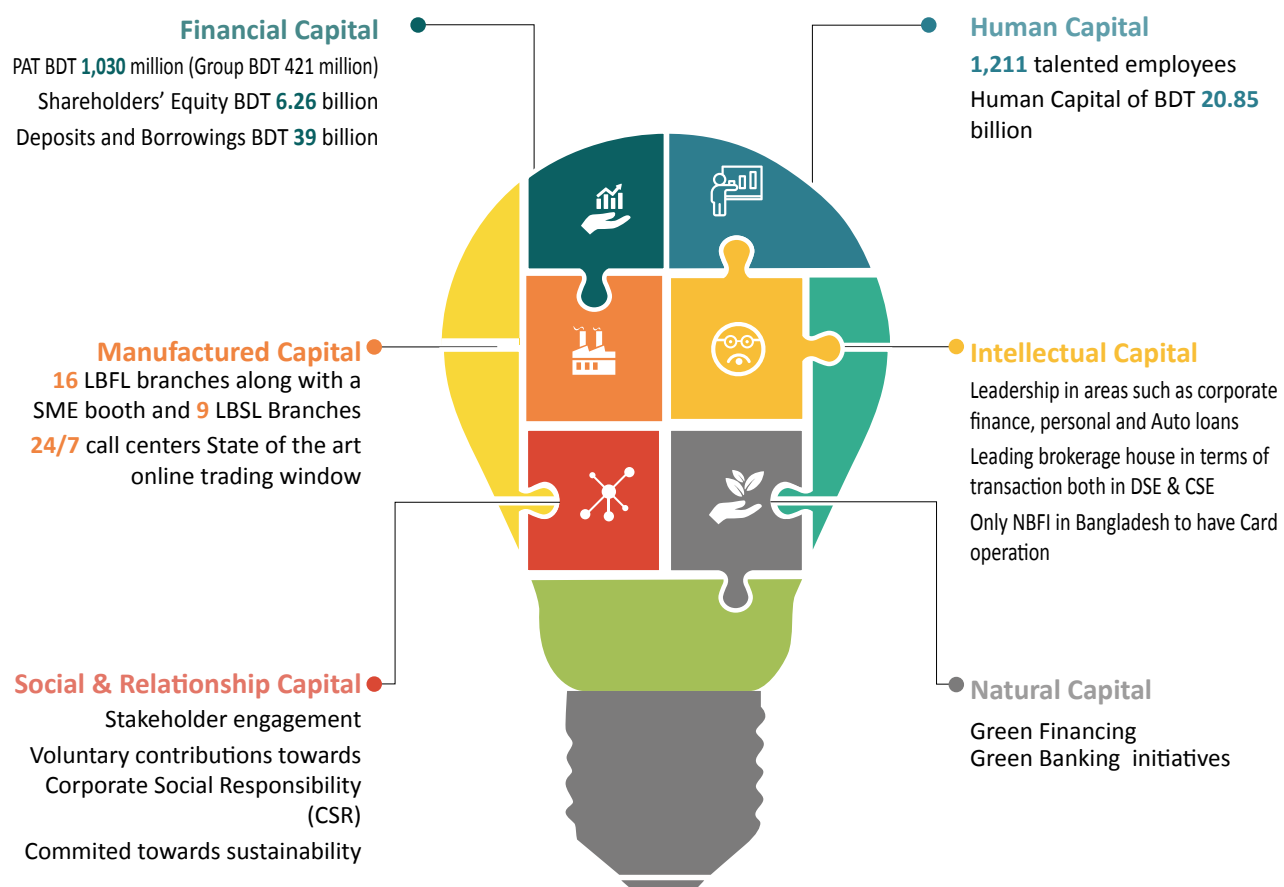 Financial Capital
PAT BDT 1,030 million (Group BDT 421 million)
Shareholders’ Equity BDT 6.26 billion
Deposits and Borrowings BDT 39 billion
Human Capital
1,211 talented employees
Human Capital of BDT 20.85
billion
Manufactured Capital
16 LBFL branches along with a
SME booth and 9 LBSL Branches
24/7 call centers State of the art
online trading window
Intellectual Capital
Leadership in areas such as corporate
finance, personal and Auto loans
Leading brokerage house in terms of
transaction both in DSE & CSE
Only NBFI in Bangladesh to have Card
operation
Social & Relationship Capital
Stakeholder engagement
Voluntary contributions towards
Corporate Social Responsibility
(CSR)
Commited towards sustainability
Natural Capital
Green Financing
Green Banking initiatives